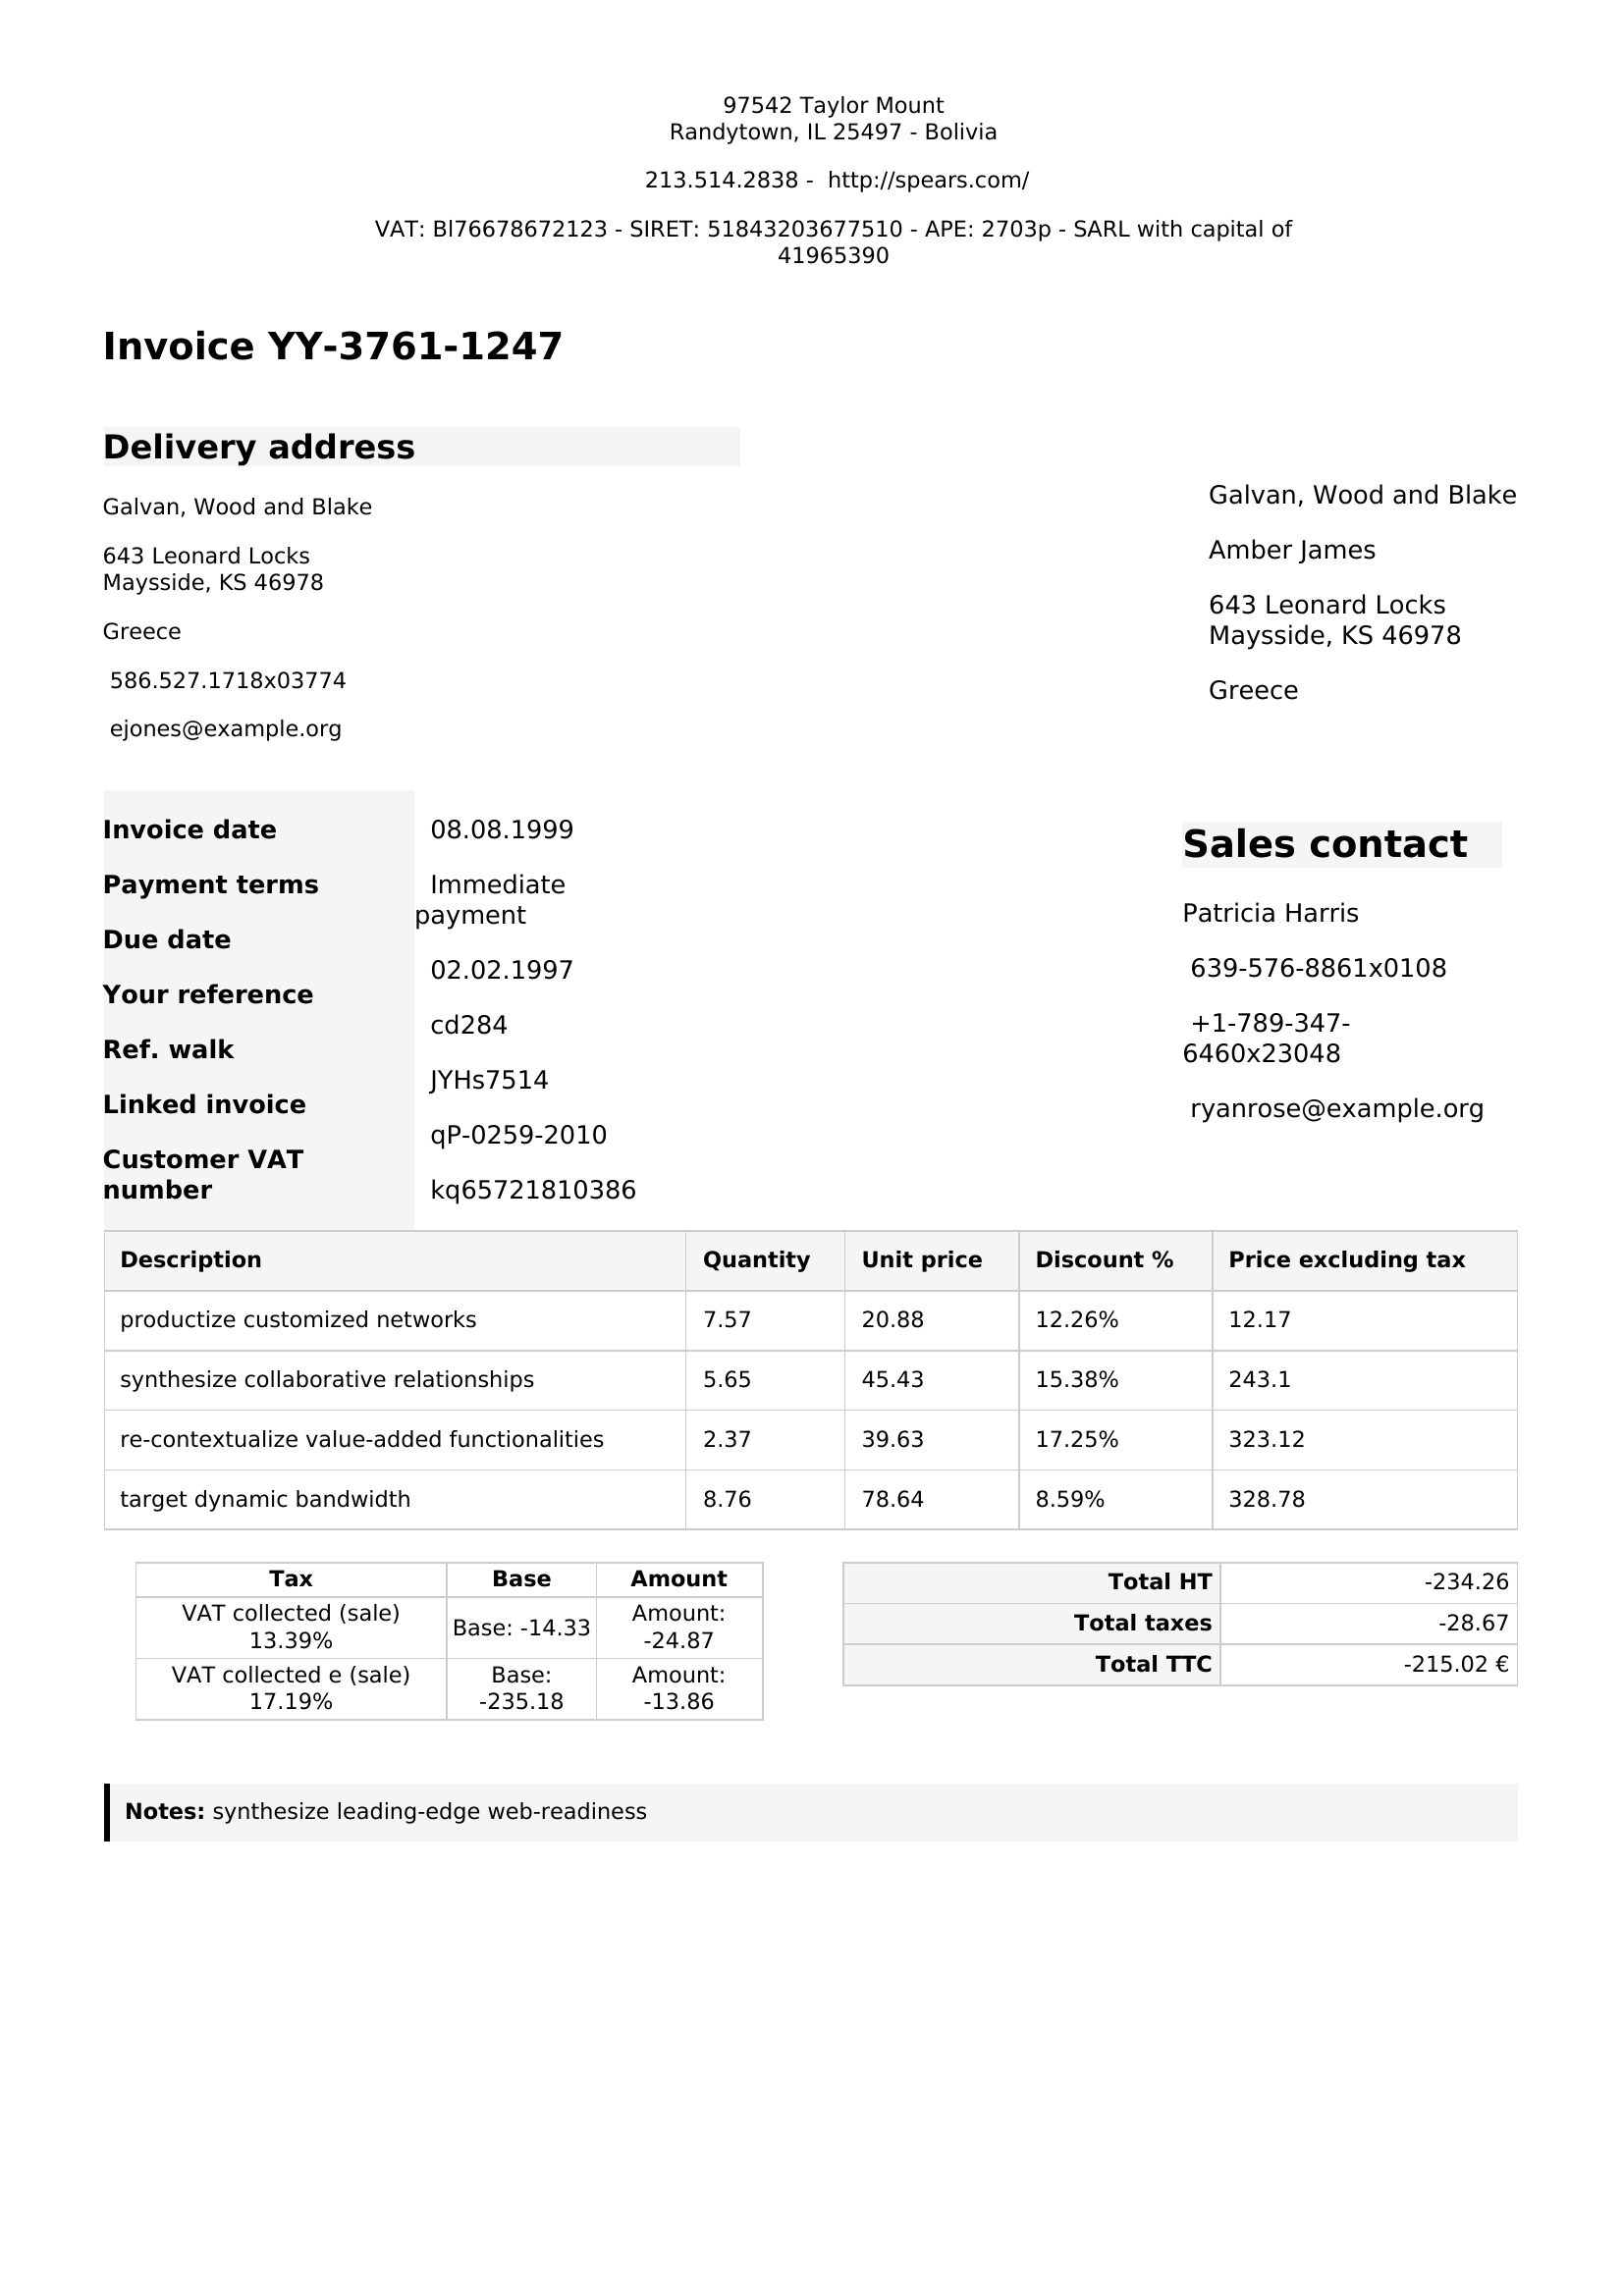 97542 Taylor Mount
Randytown, IL 25497 - Bolivia
213.514.2838 - http://spears.com/
VAT: Bl76678672123 - SIRET: 51843203677510 - APE: 2703p - SARL with capital of
41965390
Invoice YY-3761-1247
Delivery address
Galvan, Wood and Blake
643 Leonard Locks
Maysside, KS 46978
Greece
586.527.1718x03774
ejones@example.org
Galvan, Wood and Blake
Amber James
643 Leonard Locks
Maysside, KS 46978
Greece
Invoice date
Payment terms
Due date
Your reference
Ref. walk
Linked invoice
Customer VAT
number
08.08.1999
Immediate
payment
02.02.1997
cd284
JYHs7514
qP-0259-2010
kq65721810386
Sales contact
Patricia Harris
639-576-8861x0108
+1-789-347-
6460x23048
ryanrose@example.org
Description Quantity Unit price Discount % Price excluding tax
productize customized networks 7.57 20.88 12.26% 12.17
synthesize collaborative relationships 5.65 45.43 15.38% 243.1
re-contextualize value-added functionalities 2.37 39.63 17.25% 323.12
target dynamic bandwidth 8.76 78.64 8.59% 328.78
Tax Base Amount
VAT collected (sale)
13.39%
Base: -14.33
Amount:
-24.87
VAT collected e (sale)
17.19%
Base:
-235.18
Amount:
-13.86
Total HT -234.26
Total taxes -28.67
Total TTC -215.02 €
Notes: synthesize leading-edge web-readiness